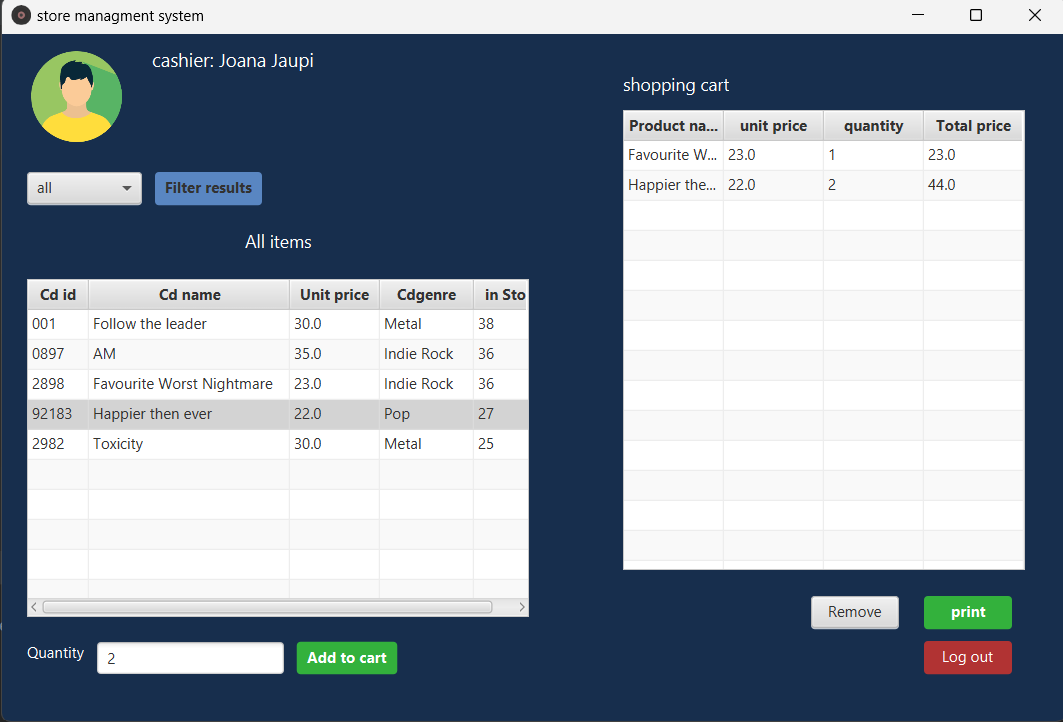 store managment system
cashier: Joana Jaupi
all
Filter results
All items
Cd id Cd name Unit price Cdgenre in Sto
001 Follow the leader 30.0 Metal 38
0897 AM 35.0 Indie Rock 36
2898 Favourite Worst Nightmare 23.0 Indie Rock 36
92183 Happier then ever 22.0 Pop 27
2982 Toxicity 30.0 Metal 25
Quantity 2 Add to cart
shopping cart
Product na... unit price quantity Total price
Favourite W... 23.0 1 23.0
Happier the... 22.0 2 44.0
Remove print
Log out